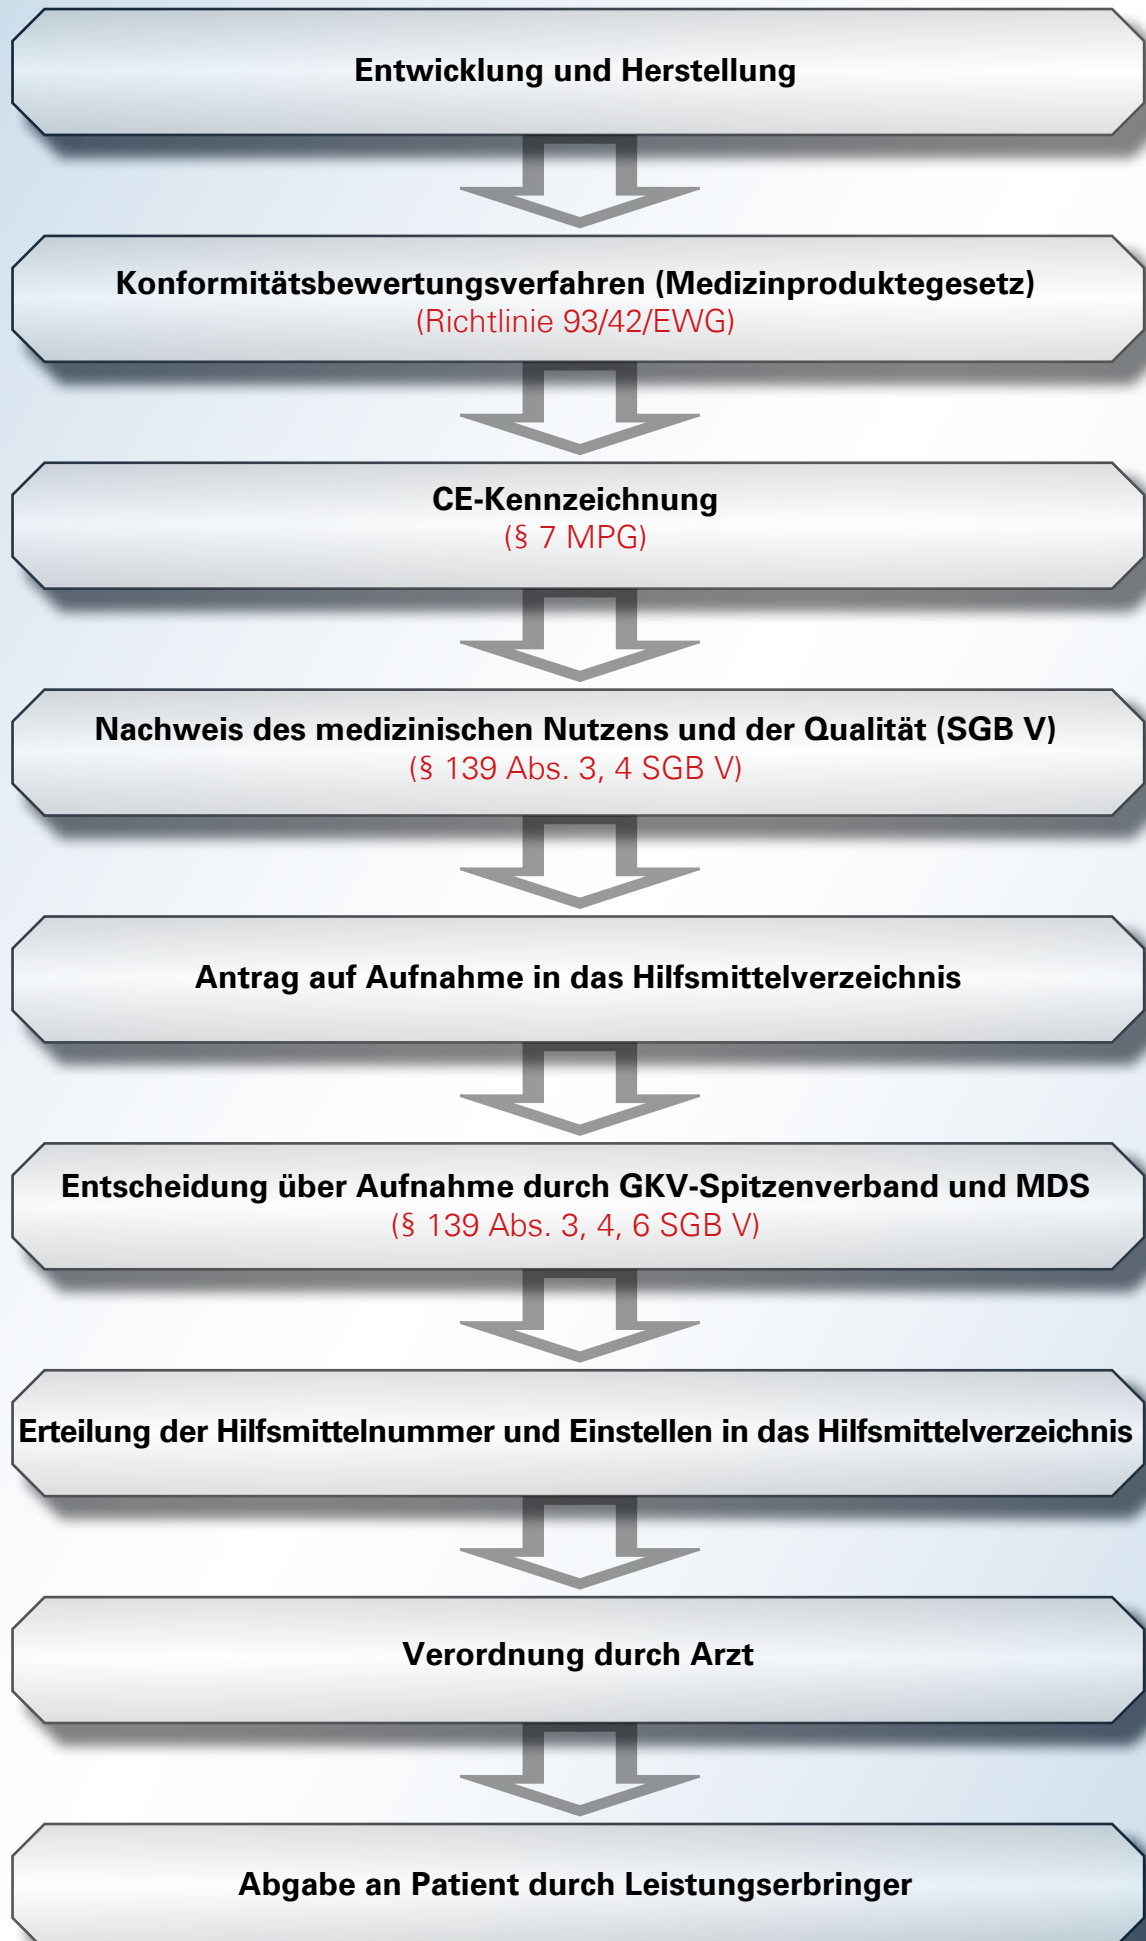 Entwicklung und Herstellung
Konformitätsbewertungsverfahren (Medizinproduktegesetz)
(Richtlinie 93/42/EWG)
CE-Kennzeichnung
(§ 7 MPG)
Nachweis des medizinischen Nutzens und der Qualität (SGB V)
(§ 139 Abs. 3, 4 SGB V)
Antrag auf Aufnahme in das Hilfsmittelverzeichnis
Entscheidung über Aufnahme durch GKV-Spitzenverband und MDS
(§ 139 Abs. 3, 4, 6 SGB V)
Erteilung der Hilfsmittelnummer und Einstellen in das Hilfsmittelverzeichnis
Verordnung durch Arzt
Abgabe an Patient durch Leistungserbringer